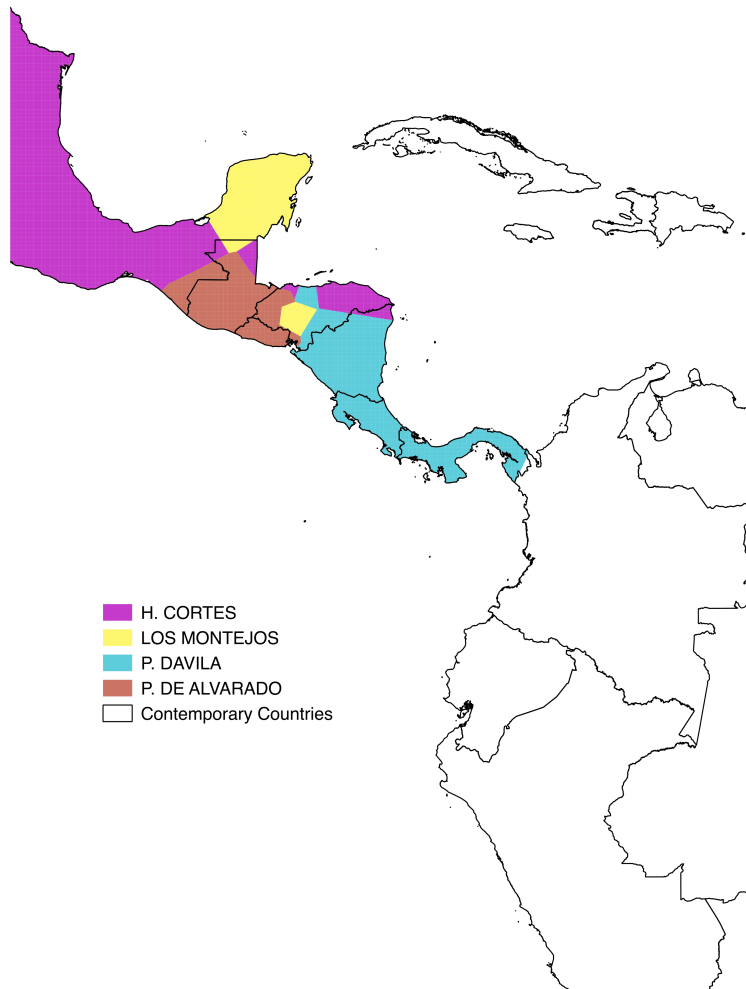 H. CORTES
LOS MONTEJOS
P. DAVILA
P. DE ALVARADO
Contemporary Countries